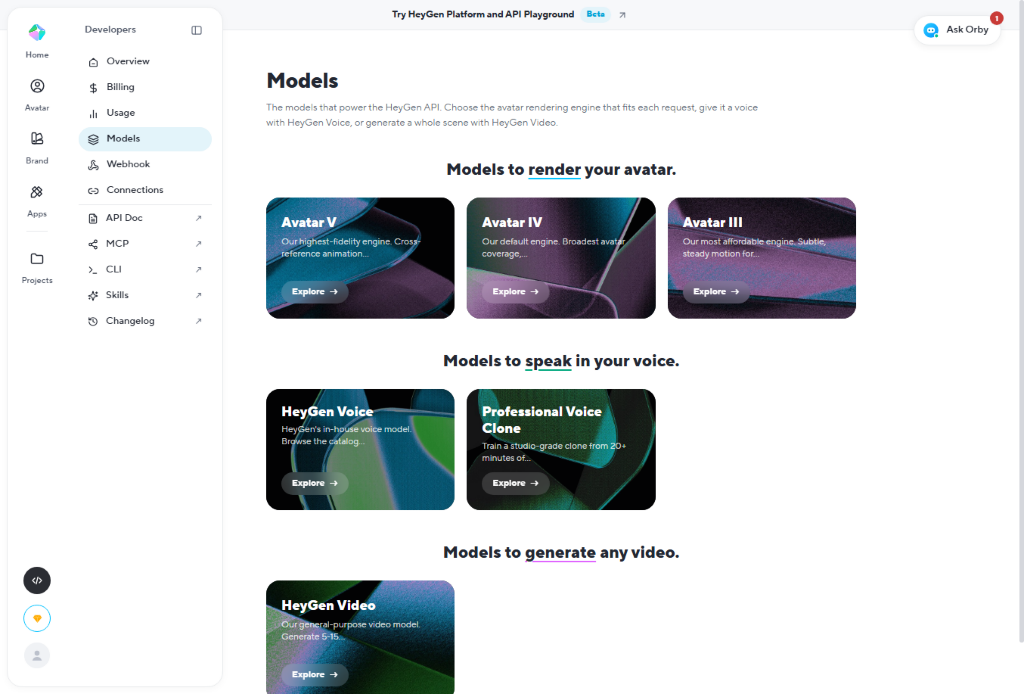 Try HeyGen Platform and API Playground Beta
Ask Orby
1
Home
Avatar
Brand
Apps
Projects
Developers
Overview
Billing
Usage
Models
Webhook
Connections
API Doc
MCP
CLI
Skills
Changelog
Models
The models that power the HeyGen API. Choose the avatar rendering engine that fits each request, give it a voice
with HeyGen Voice, or generate a whole scene with HeyGen Video.
Models to render your avatar.
Avatar V
Our highest-fidelity engine. Cross-
reference animation...
Explore →
Avatar IV
Our default engine. Broadest avatar
coverage,...
Explore →
Avatar III
Our most affordable engine. Subtle,
steady motion for...
Explore →
Models to speak in your voice.
HeyGen Voice
HeyGen's in-house voice model.
Browse the catalog...
Explore →
Professional Voice
Clone
Train a studio-grade clone from 20+
minutes of...
Explore →
Models to generate any video.
HeyGen Video
Our general-purpose video model.
Generate 5-15...
Explore →